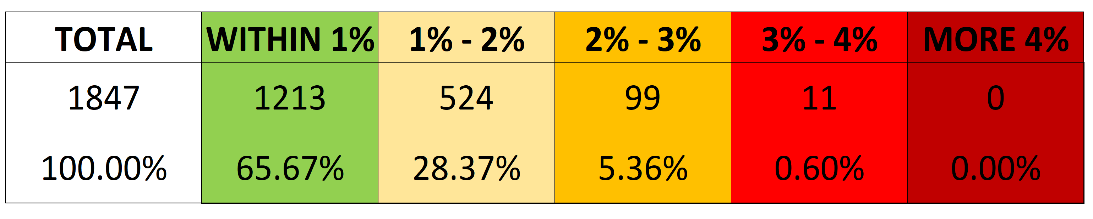 TOTAL WITHIN 1% 1% - 2% 2% - 3% 3% - 4% MORE 4%
1847 1213 524 99 11 0
100.00% 65.67% 28.37% 5.36% 0.60% 0.00%